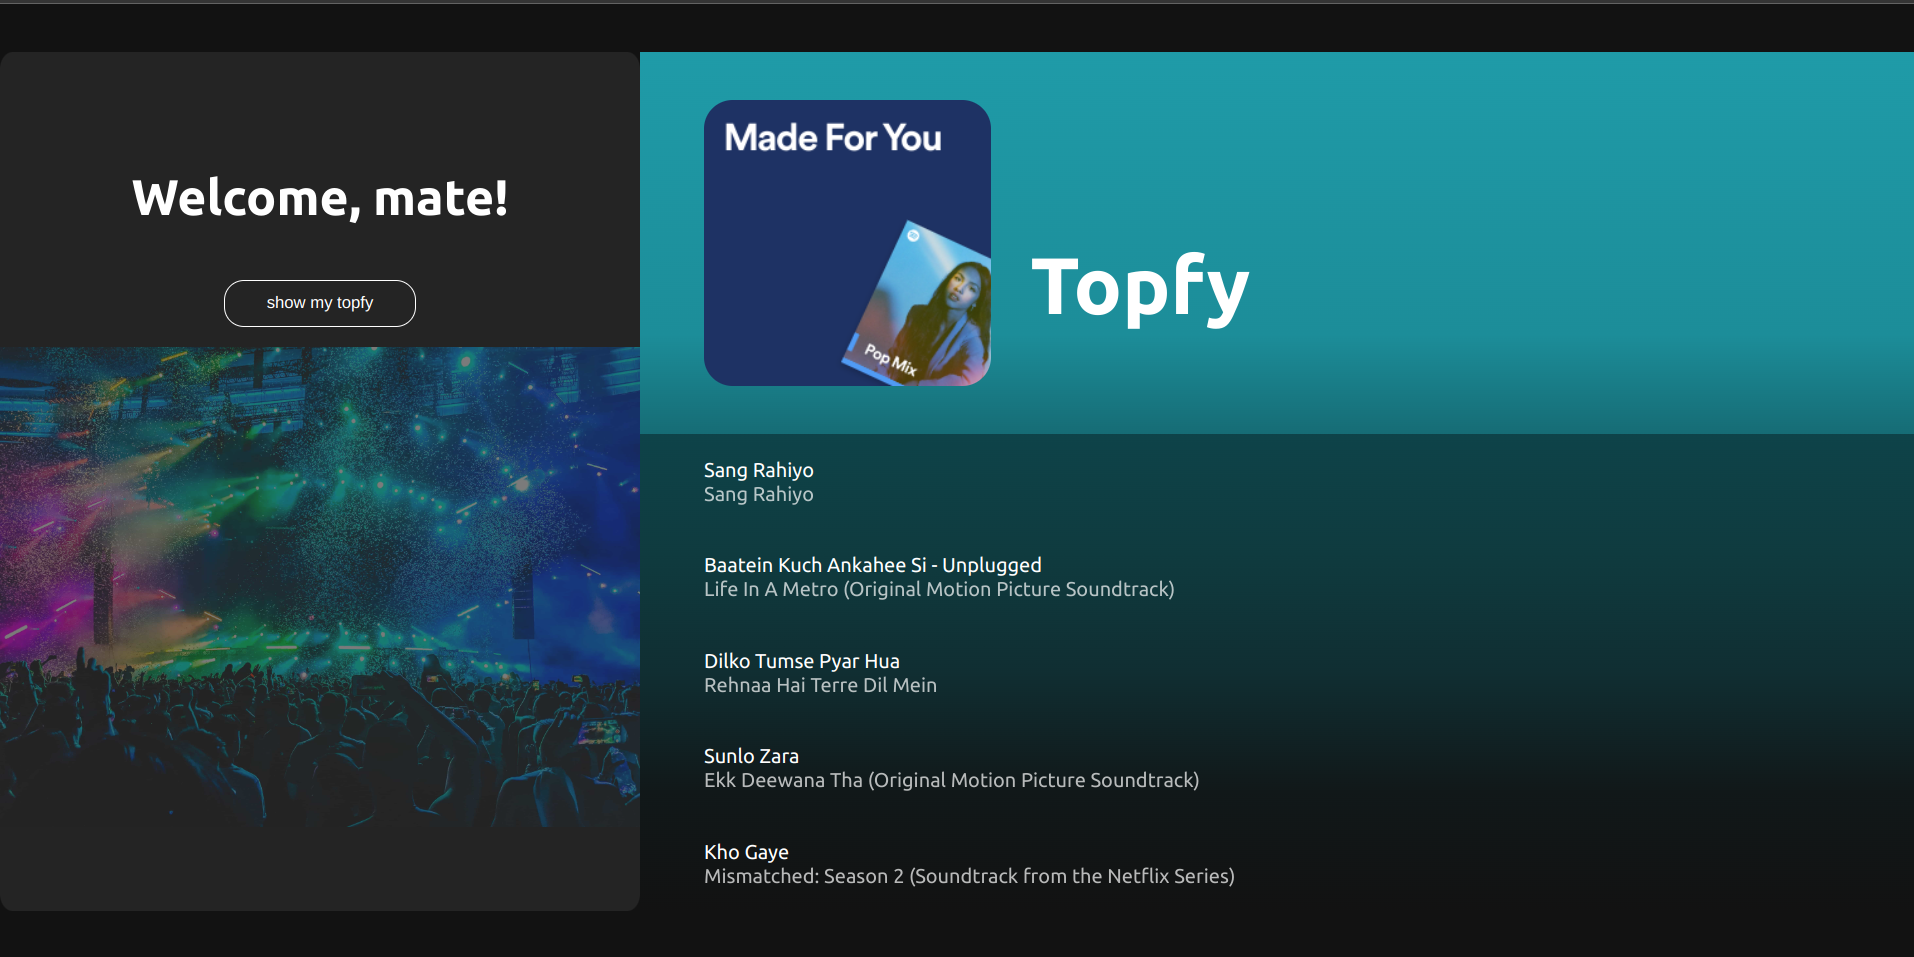 Welcome, mate!
show my topfy
Made For You
Pop Mix
Topfy
Sang Rahiyo
Sang Rahiyo
Baatein Kuch Ankahee Si - Unplugged
Life In A Metro (Original Motion Picture Soundtrack)
Dilko Tumse Pyar Hua
Rehnaa Hai Terre Dil Mein
Sunlo Zara
Ekk Deewana Tha (Original Motion Picture Soundtrack)
Kho Gaye
Mismatched: Season 2 (Soundtrack from the Netflix Series)